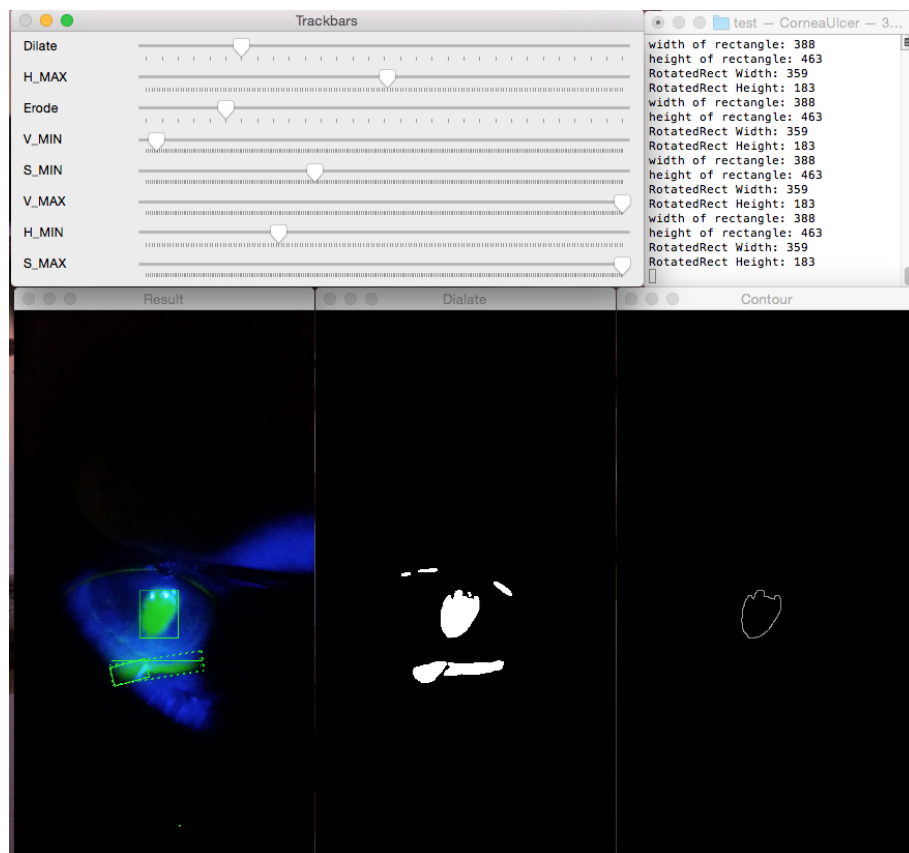 Trackbars
Dilate
H_MAX
Erode
V_MIN
S_MIN
V_MAX
H_MIN
S_MAX
test — CorneaUlcer — 3...
width of rectangle: 388
height of rectangle: 463
RotatedRect Width: 359
RotatedRect Height: 183
width of rectangle: 388
height of rectangle: 463
RotatedRect Width: 359
RotatedRect Height: 183
width of rectangle: 388
height of rectangle: 463
RotatedRect Width: 359
RotatedRect Height: 183
width of rectangle: 388
height of rectangle: 463
RotatedRect Width: 359
RotatedRect Height: 183
Result
Dialate
Contour